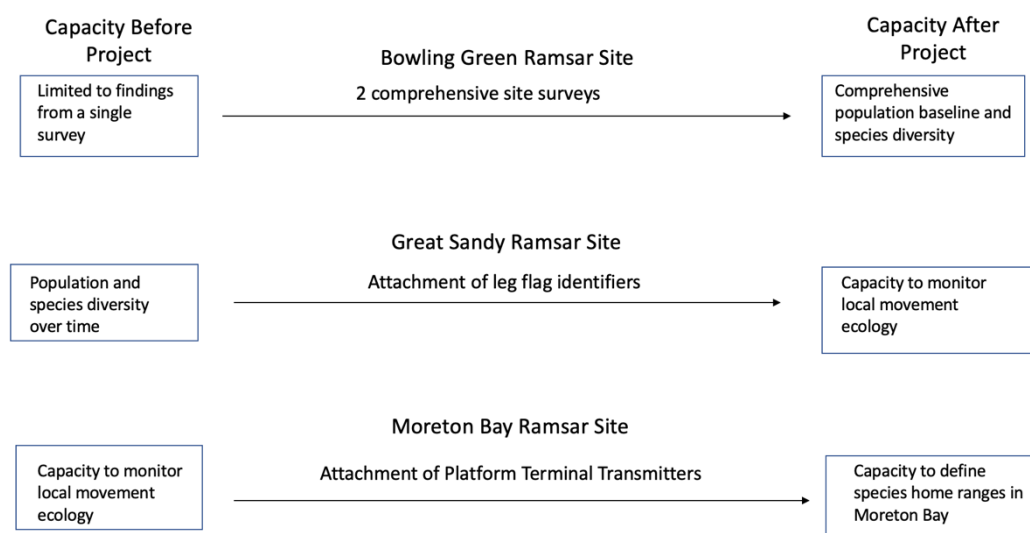 Capacity Before
Project
Capacity After
Project
Bowling Green Ramsar Site
Limited to findings
from a single
survey
2 comprehensive site surveys
Comprehensive
population baseline and
species diversity
Great Sandy Ramsar Site
Population and
species diversity
over time
Attachment of leg flag identifiers
Capacity to monitor
local movement
ecology
Moreton Bay Ramsar Site
Capacity to monitor
local movement
ecology
Attachment of Platform Terminal Transmitters
Capacity to define
species home ranges in
Moreton Bay